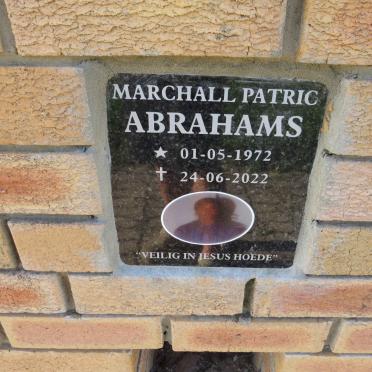 MARCHALL PATRIC
ABRAHAMS
★ 01-05-1972
✝ 24-06-2022
"VEILIG IN JESUS HOEDE"